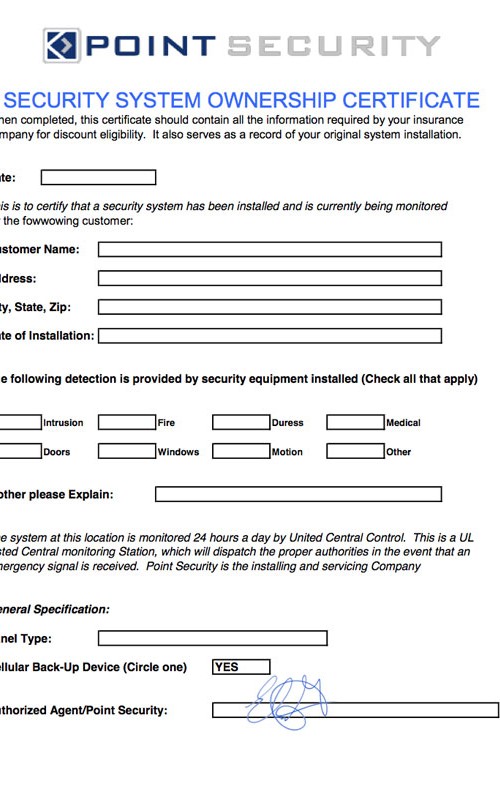 POINT SECURITY
SECURITY SYSTEM OWNERSHIP CERTIFICATE
hen completed, this certificate should contain all the information required by your insurance
mpany for discount eligibility. It also serves as a record of your original system installation.
te:
is is to certify that a security system has been installed and is currently being monitored
r the fowwowing customer:
ustomer Name:
ldress:
ty, State, Zip:
te of Installation:
e following detection is provided by security equipment installed (Check all that apply)
Intrusion Fire Duress Medical
Doors Windows Motion Other
other please Explain:
e system at this location is monitored 24 hours a day by United Central Control. This is a UL
sted Central monitoring Station, which will dispatch the proper authorities in the event that an
mergency signal is received. Point Security is the installing and servicing Company
eneral Specification:
nel Type:
ellular Back-Up Device (Circle one) YES
uthorized Agent/Point Security: